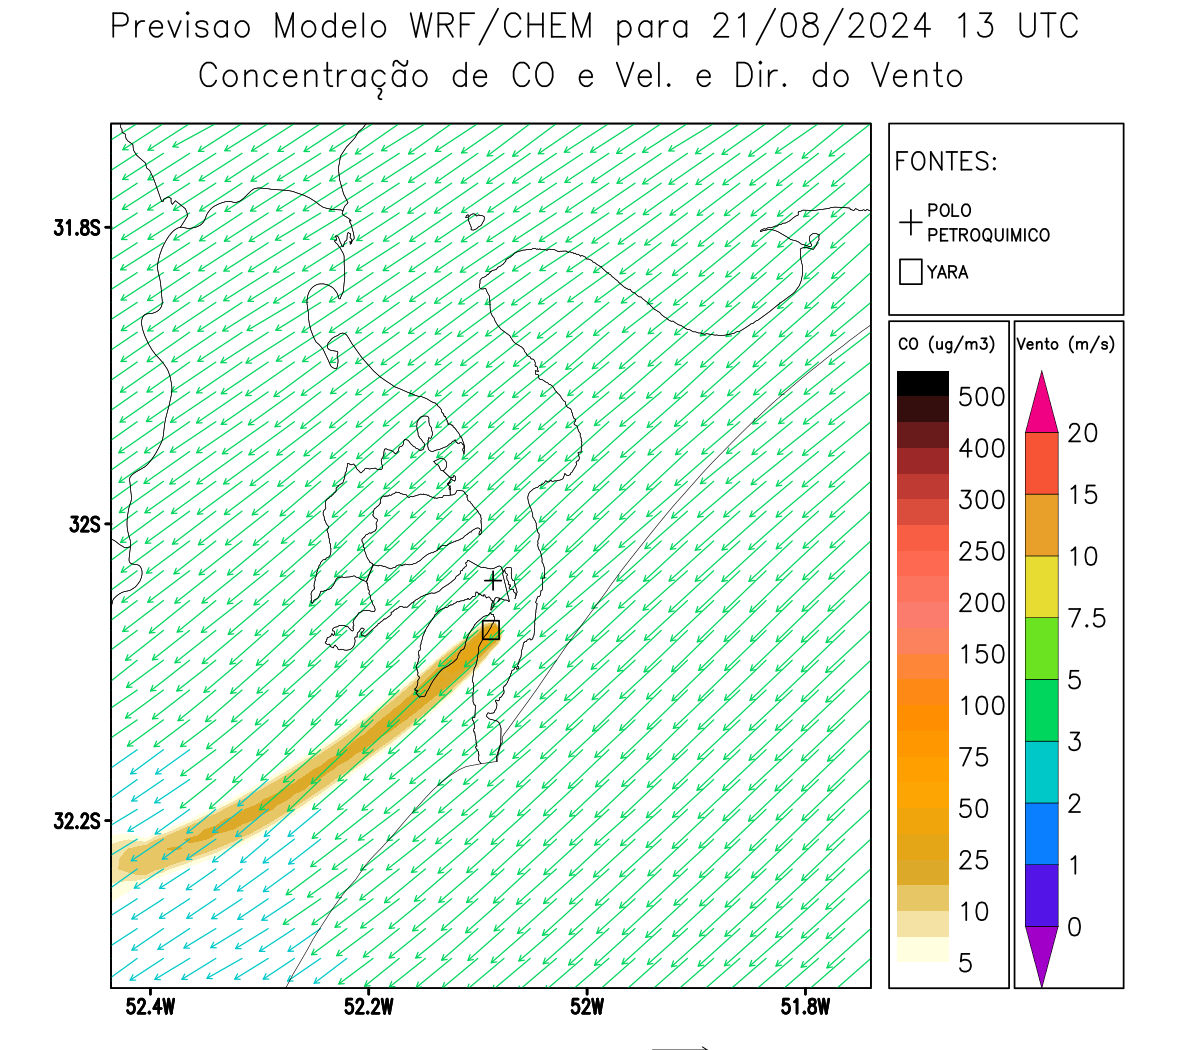 Previsao Modelo WRF/CHEM para 21/08/2024 13 UTC
Concentração de CO e Vel. e Dir. do Vento
FONTES:
POLO
PETROQUIMICO
YARA
CO (ug/m3)
500
400
300
250
200
150
100
75
50
25
10
5
Vento (m/s)
20
15
10
7.5
5
3
2
1
0
31.8S
32S
32.2S
52.4W
52.2W
52W
51.8W